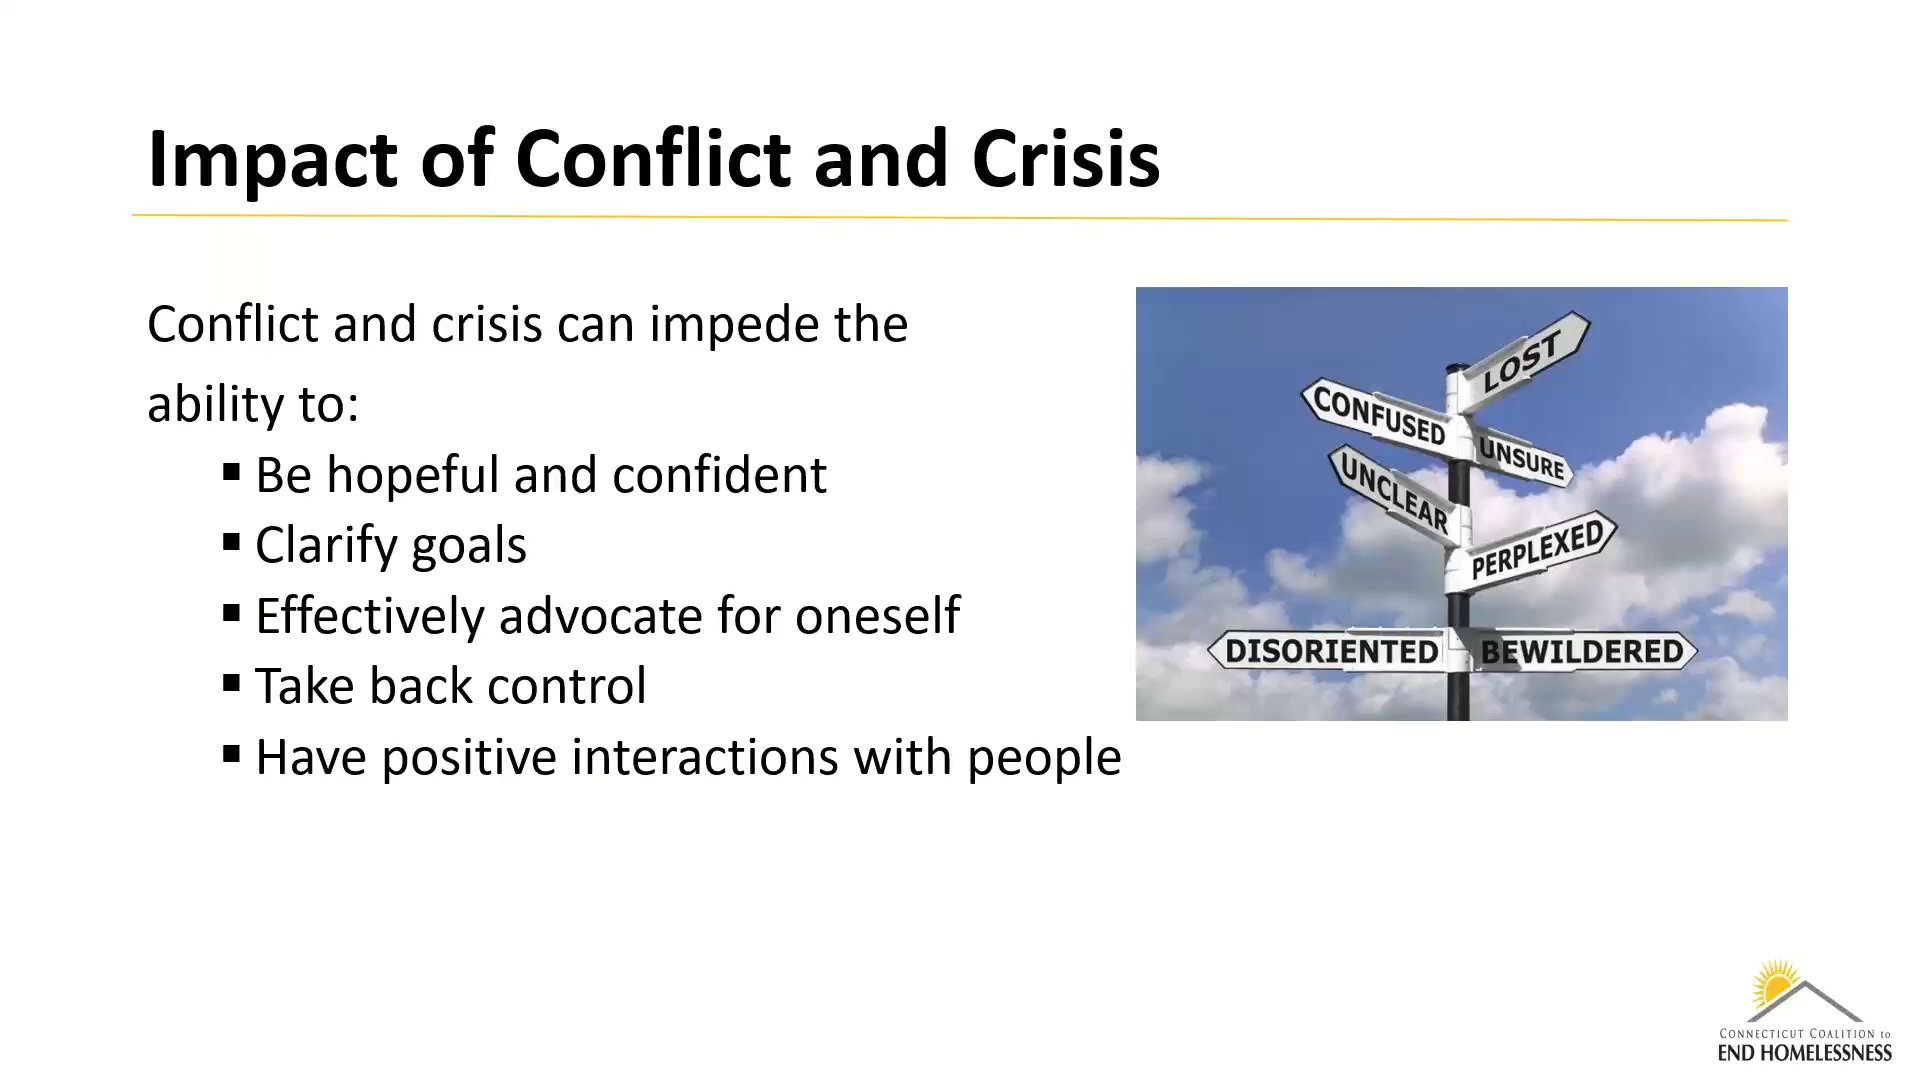 Impact of Conflict and Crisis
Conflict and crisis can impede the
ability to:
▪ Be hopeful and confident
▪ Clarify goals
▪ Effectively advocate for oneself
▪ Take back control
▪ Have positive interactions with people
LOST
CONFUSED
UNSURE
UNCLEAR
PERPLEXED
DISORIENTED
BEWILDERED
CONNECTICUT COALITION to
END HOMELESSNESS